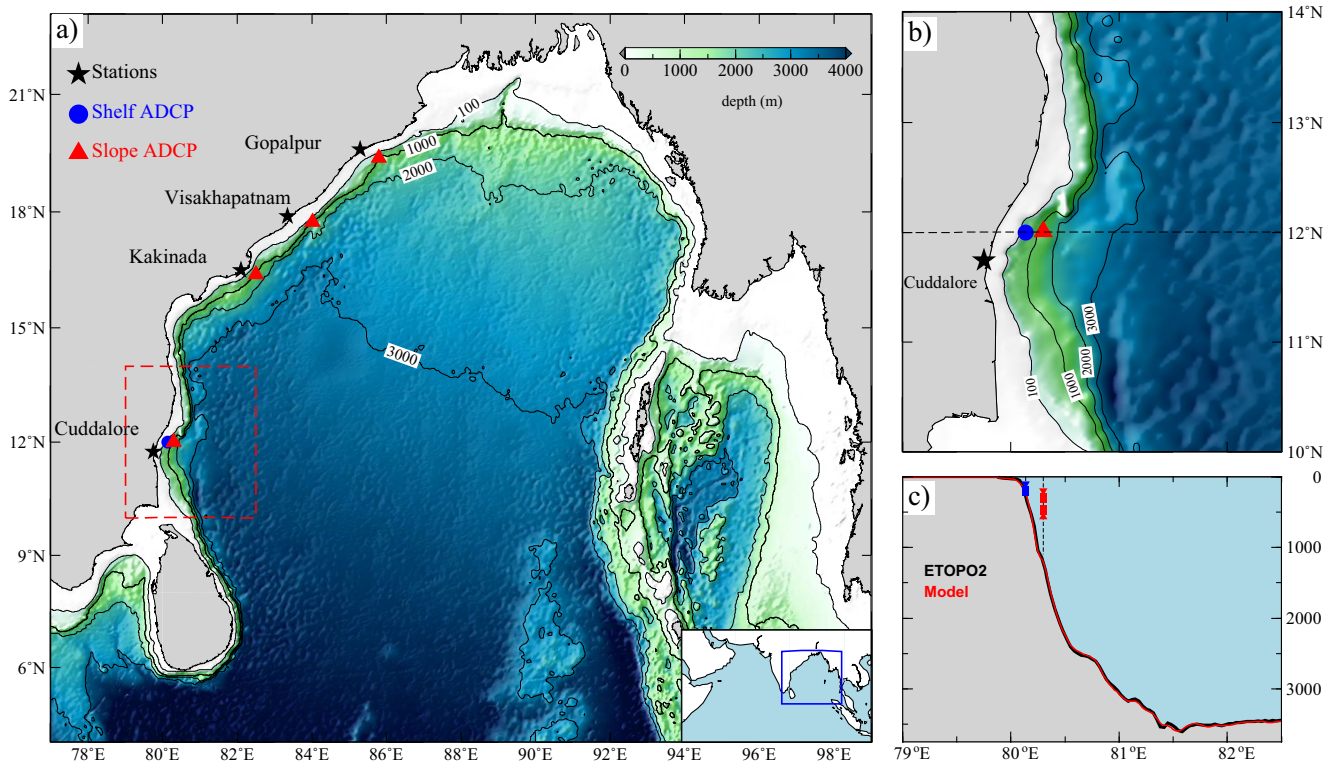 a)
Stations
Shelf ADCP
Slope ADCP
0 1000 2000 3000 4000
depth (m)
100
1000
2000
3000
Gopalpur
Visakhapatnam
Kakinada
Cuddalore
21°N
18°N
15°N
12°N
9°N
6°N
78°E 80°E 82°E 84°E 86°E 88°E 90°E 92°E 94°E 96°E 98°E
b)
Cuddalore
100
1000
2000
3000
14°N
13°N
12°N
11°N
10°N
c)
ETOPO2
Model
0
1000
2000
3000
79°E 80°E 81°E 82°E